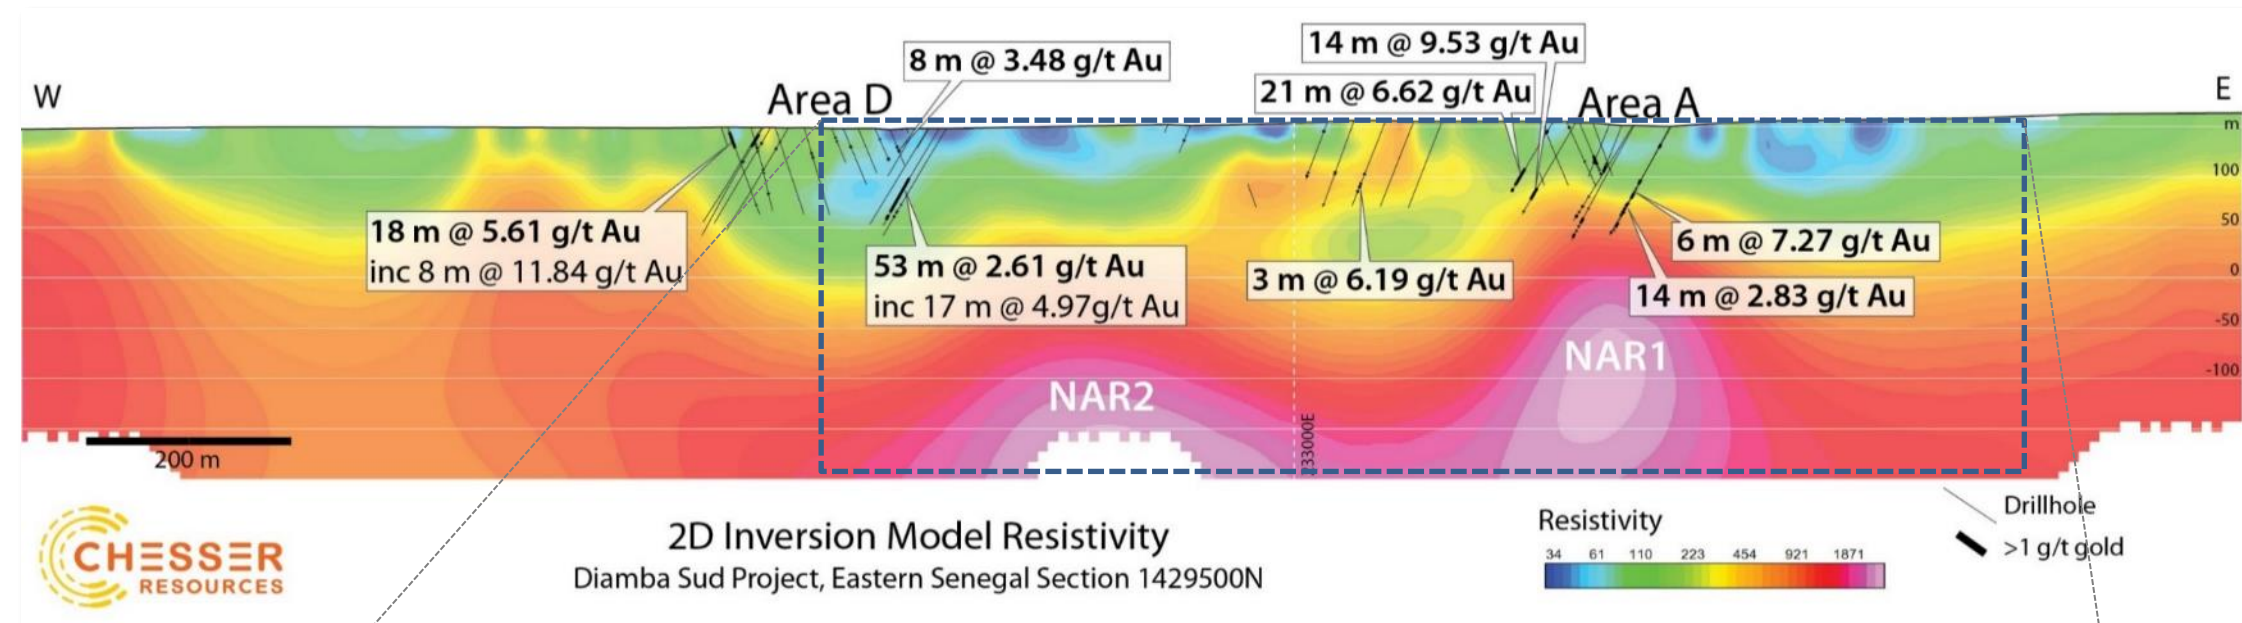 W
Area D
8 m @ 3.48 g/t Au
14 m @ 9.53 g/t Au
21 m @ 6.62 g/t Au
Area A
E
m
100
50
0
-50
-100
18 m @ 5.61 g/t Au
inc 8 m @ 11.84 g/t Au
53 m @ 2.61 g/t Au
inc 17 m @ 4.97g/t Au
3 m @ 6.19 g/t Au
6 m @ 7.27 g/t Au
14 m @ 2.83 g/t Au
NAR2
NAR1
233000E
200 m
CHESSER
RESOURCES
2D Inversion Model Resistivity
Diamba Sud Project, Eastern Senegal Section 1429500N
Resistivity
34 61 110 223 454 921 1871
Drillhole
>1 g/t gold